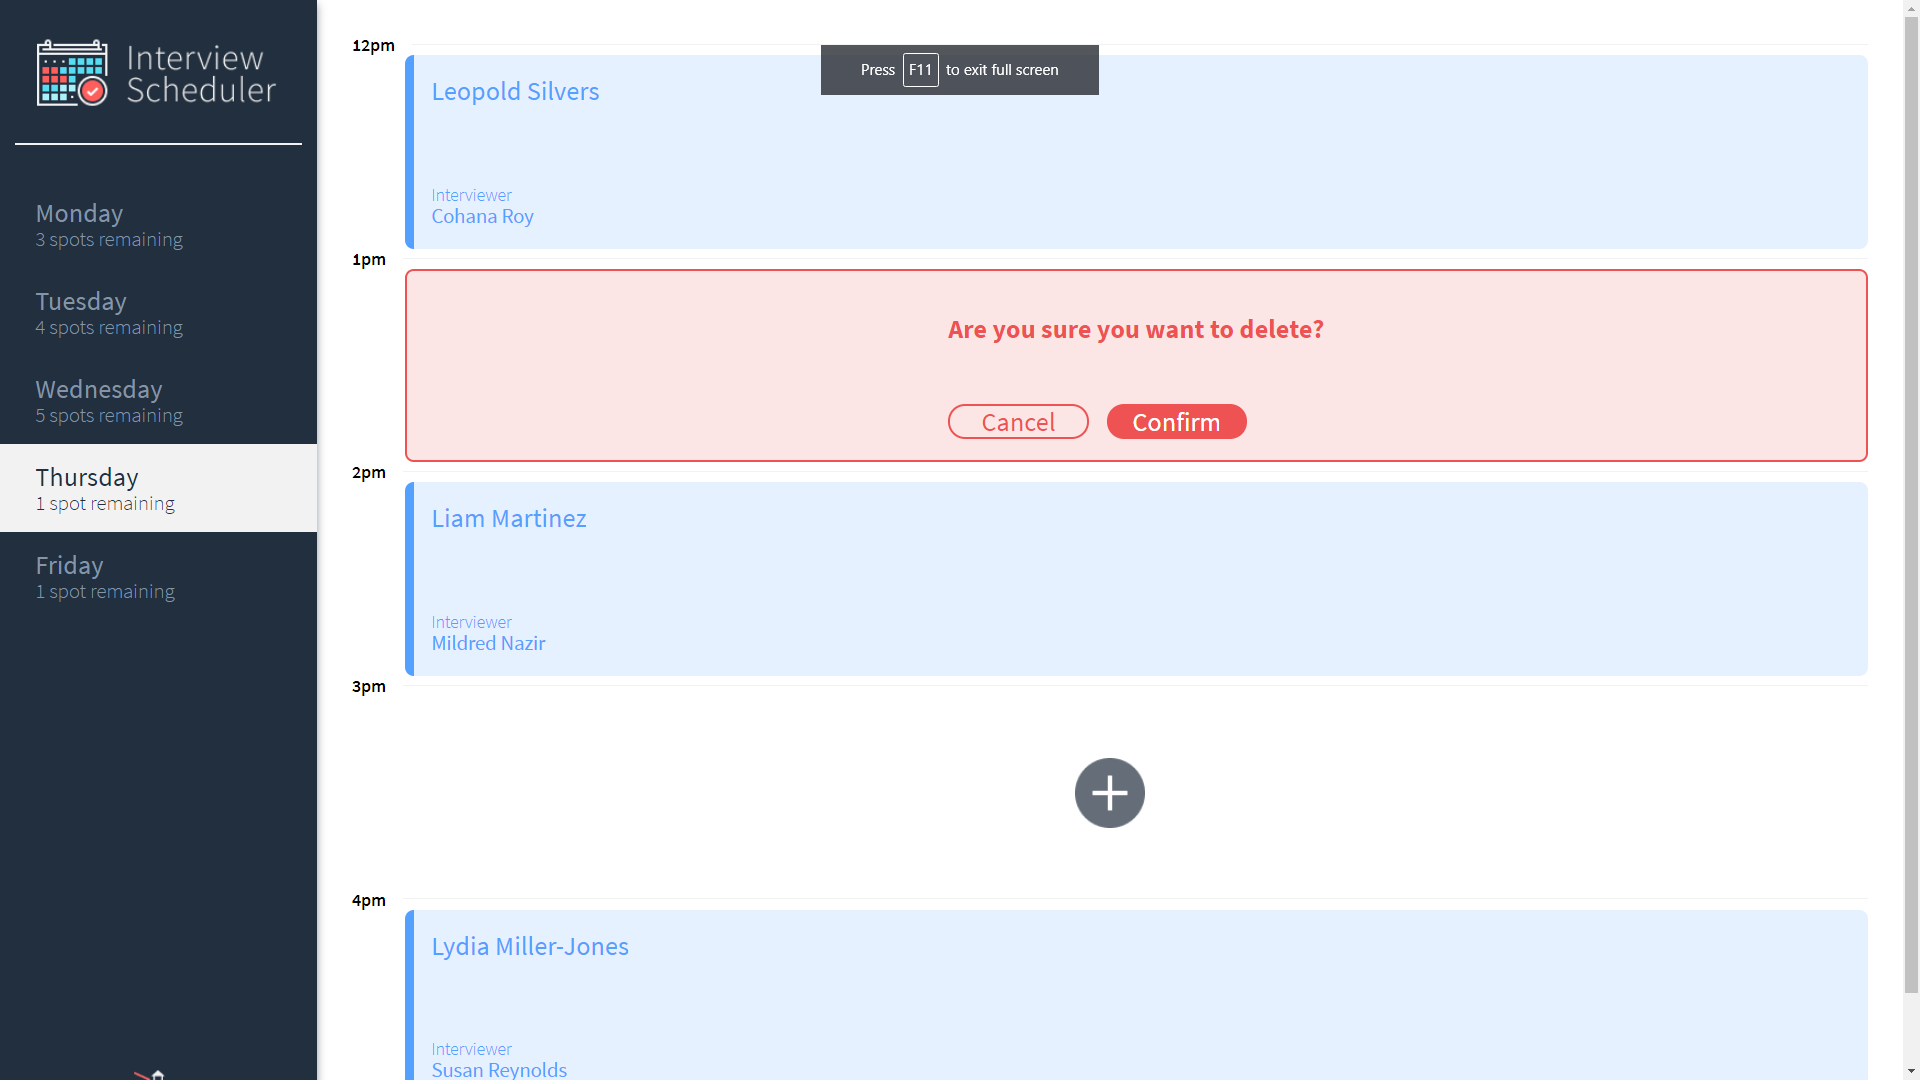 Interview
Scheduler
Monday
3 spots remaining
Tuesday
4 spots remaining
Wednesday
5 spots remaining
Thursday
1 spot remaining
Friday
1 spot remaining
Press F11 to exit full screen
12pm
Leopold Silvers
Interviewer
Cohana Roy
1pm
Are you sure you want to delete?
Cancel Confirm
2pm
Liam Martinez
Interviewer
Mildred Nazir
3pm
4pm
Lydia Miller-Jones
Interviewer
Susan Reynolds